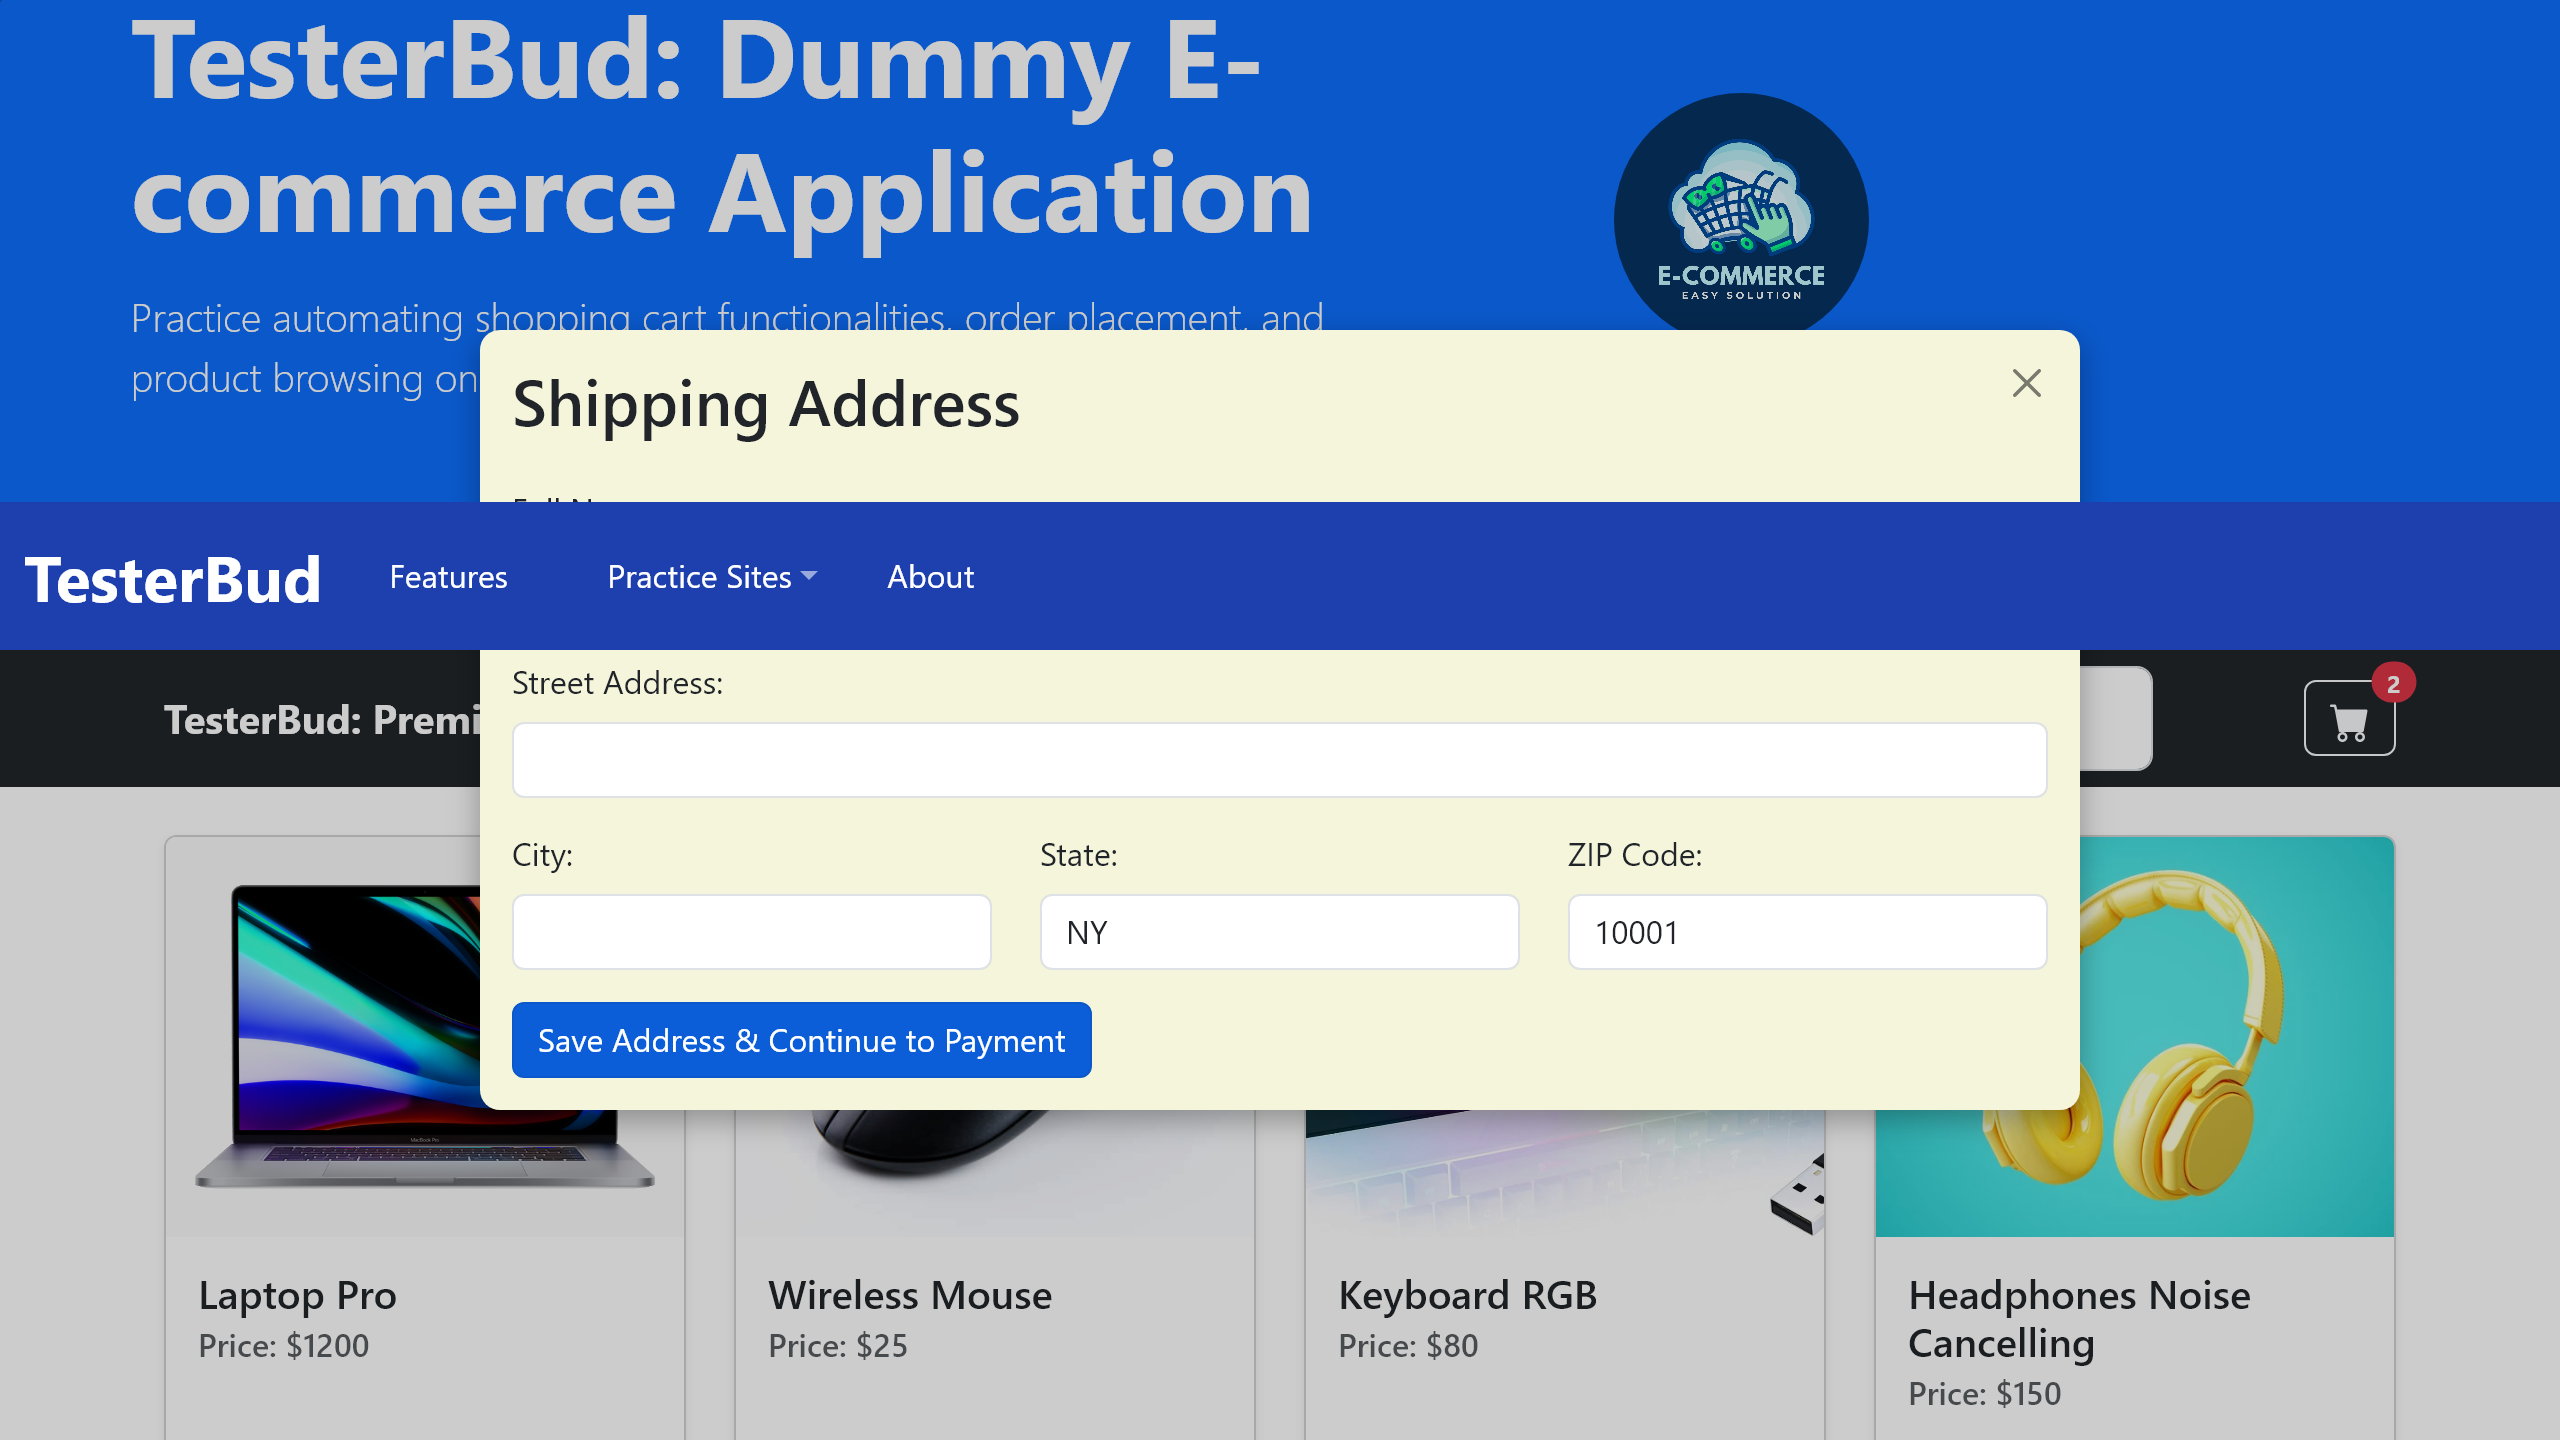 TesterBud: Dummy E-
commerce Application
Practice automating shopping cart functionalities, order placement, and
product browsing on
E-COMMERCE
EASY SOLUTION
Shipping Address
TesterBud
Features
Practice Sites
About
Street Address:
TesterBud: Premi
2
City:
State:
ZIP Code:
NY
10001
Save Address & Continue to Payment
Laptop Pro
Price: $1200
Wireless Mouse
Price: $25
Keyboard RGB
Price: $80
Headphones Noise
Cancelling
Price: $150